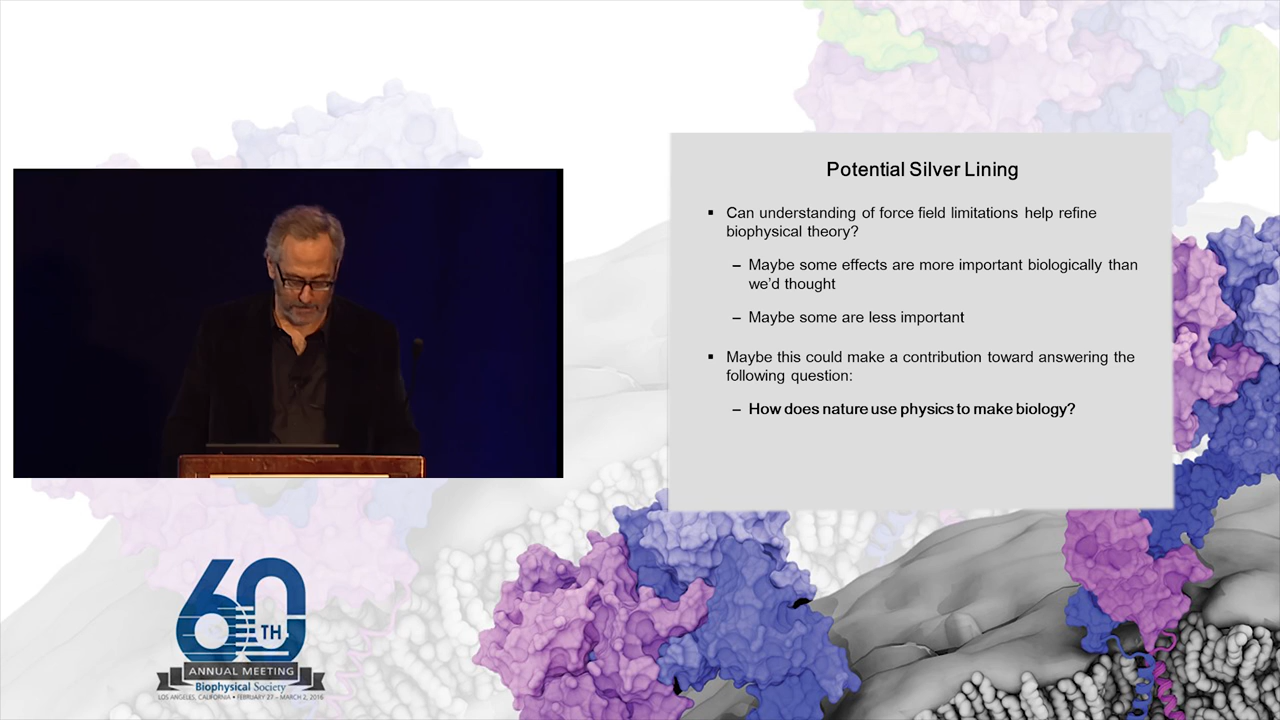 Potential Silver Lining
▪ Can understanding of force field limitations help refine
biophysical theory?
– Maybe some effects are more important biologically than
we'd thought
– Maybe some are less important
▪ Maybe this could make a contribution toward answering the
following question:
– How does nature use physics to make biology?
60TH
ANNUAL MEETING
Biophysical Society
LOS ANGELES, CALIFORNIA • FEBRUARY 27 – MARCH 2, 2016